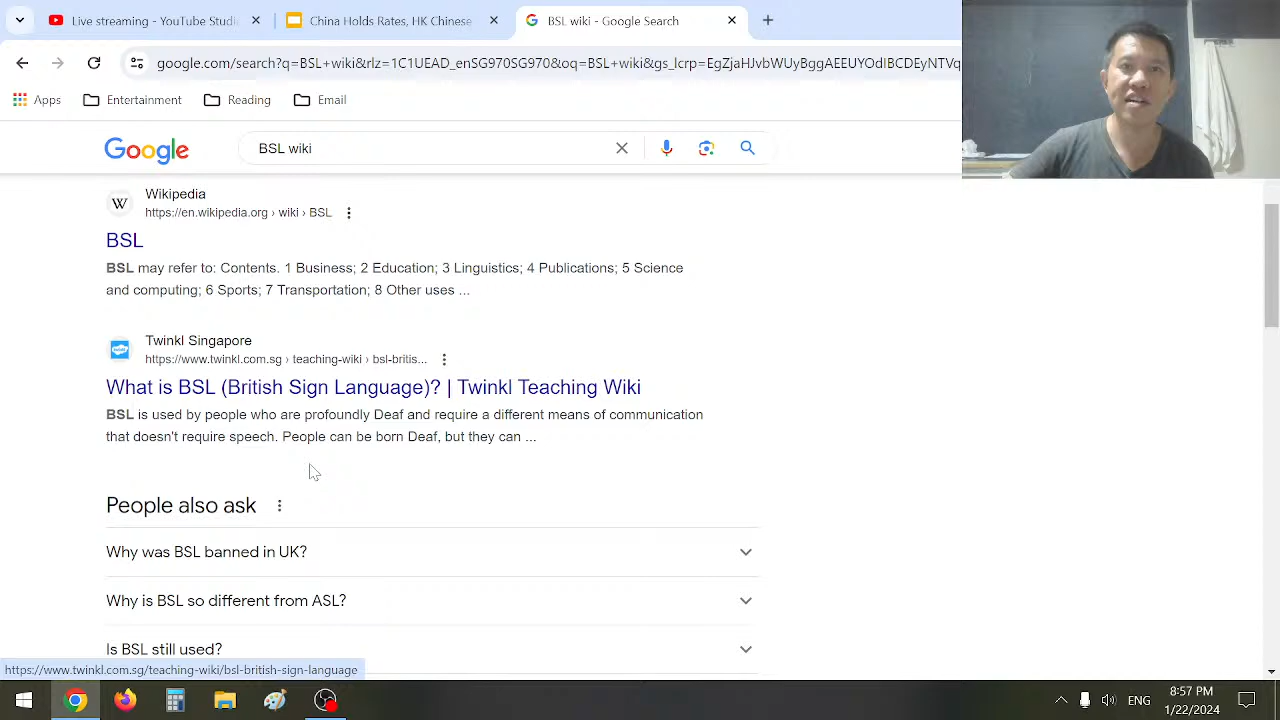 Live streaming - YouTube Studi
China Holds Rates, HK Chinese
BSL wiki - Google Search
google.com/search?q=BSL+wiki&rlz=1C1UEAD_enSG970SG970&oq=BSL+wiki&gs_lcrp=EgZjaHJvbWUyBggAEEUYOdIBCDEyNTVq
Apps
Entertainment
Reading
Email
Google
BSL wiki
Wikipedia
https://en.wikipedia.org › wiki › BSL
BSL
BSL may refer to: Contents. 1 Business; 2 Education; 3 Linguistics; 4 Publications; 5 Science
and computing; 6 Sports; 7 Transportation; 8 Other uses ...
Twinkl Singapore
https://www.twinkl.com.sg › teaching-wiki › bsl-britis...
What is BSL (British Sign Language)? | Twinkl Teaching Wiki
BSL is used by people who are profoundly Deaf and require a different means of communication
that doesn't require speech. People can be born Deaf, but they can ...
People also ask
Why was BSL banned in UK?
Why is BSL so different from ASL?
Is BSL still used?
https://www.twinkl.com.sg/teaching-wiki/bsl-british-sign-language
ENG
8:57 PM
1/22/2024